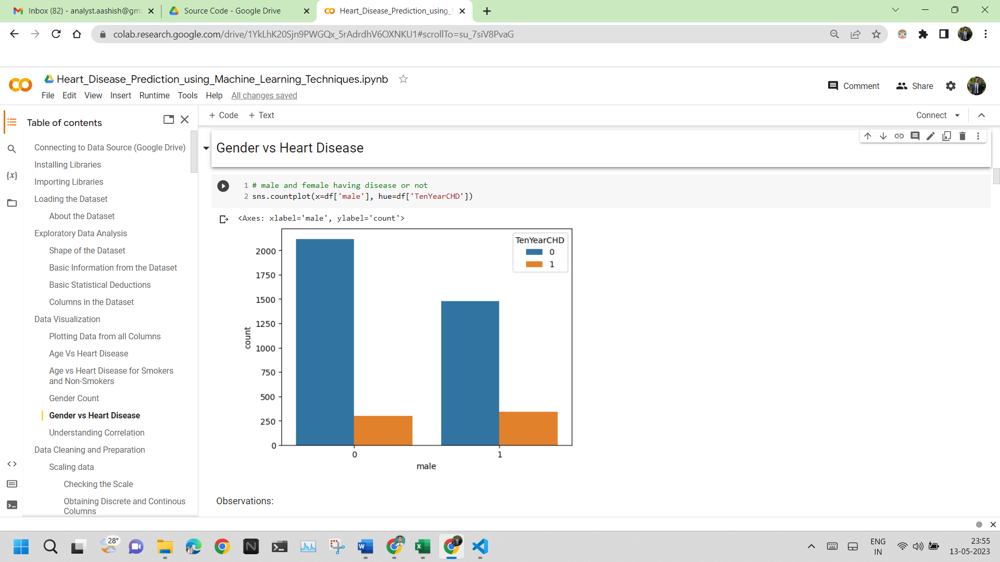 Inbox (82) - analyst.aashish@gma
Source Code - Google Drive
Heart_Disease_Prediction_using_M
colab.research.google.com/drive/1YkLhK20Sjn9PWGQx_5rAdrdhV6OXNKU1#scrollTo=su_7siV8PvaG
Heart_Disease_Prediction_using_Machine_Learning_Techniques.ipynb
File Edit View Insert Runtime Tools Help All changes saved
Comment Share
Table of contents
Connecting to Data Source (Google Drive)
Installing Libraries
Importing Libraries
Loading the Dataset
About the Dataset
Exploratory Data Analysis
Shape of the Dataset
Basic Information from the Dataset
Basic Statistical Deductions
Columns in the Dataset
Data Visualization
Plotting Data from all Columns
Age Vs Heart Disease
Age vs Heart Disease for Smokers
and Non-Smokers
Gender Count
Gender vs Heart Disease
Understanding Correlation
Data Cleaning and Preparation
Scaling data
Checking the Scale
Obtaining Discrete and Continous
Columns
{x}
+ Code + Text
Connect
Gender vs Heart Disease
1 # male and female having disease or not
2 sns.countplot(x=df['male'], hue=df['TenYearCHD'])
<Axes: xlabel='male', ylabel='count'>
TenYearCHD
0
1
2000
1750
1500
1250
1000
750
500
250
0
count
0 1
male
Observations:
28°
ENG
IN
23:55
13-05-2023